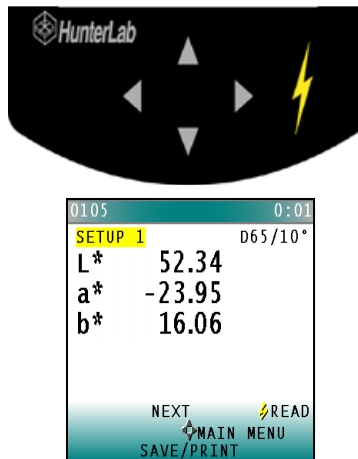 HunterLab
0105 0:01
SETUP 1 D65/10°
L* 52.34
a* -23.95
b* 16.06
NEXT READ
MAIN MENU
SAVE/PRINT